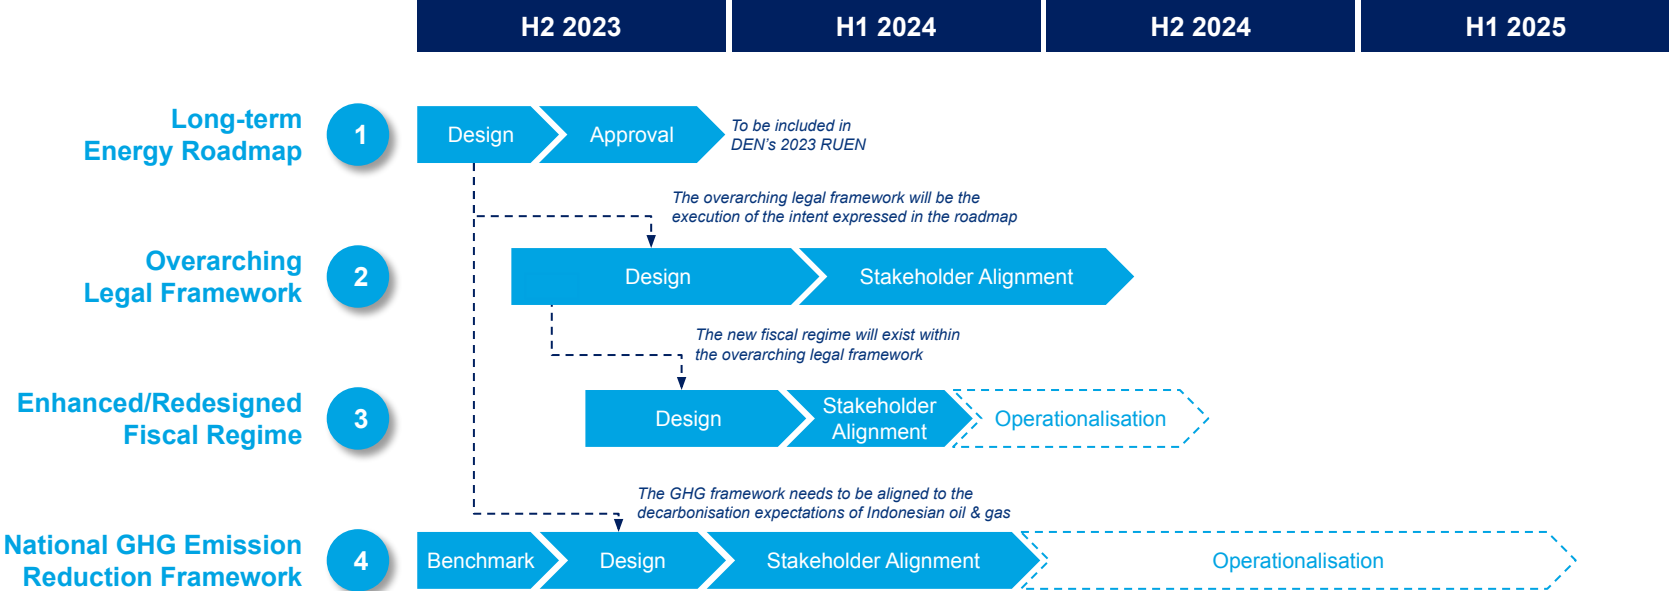 H2 2023
H1 2024
H2 2024
H1 2025
Long-term
Energy Roadmap
1
Design
Approval
To be included in
DEN's 2023 RUEN
The overarching legal framework will be the
execution of the intent expressed in the roadmap
Overarching
Legal Framework
2
Design
Stakeholder Alignment
The new fiscal regime will exist within
the overarching legal framework
Enhanced/Redesigned
Fiscal Regime
3
Design
Stakeholder
Alignment
Operationalisation
The GHG framework needs to be aligned to the
decarbonisation expectations of Indonesian oil & gas
National GHG Emission
Reduction Framework
4
Benchmark
Design
Stakeholder Alignment
Operationalisation